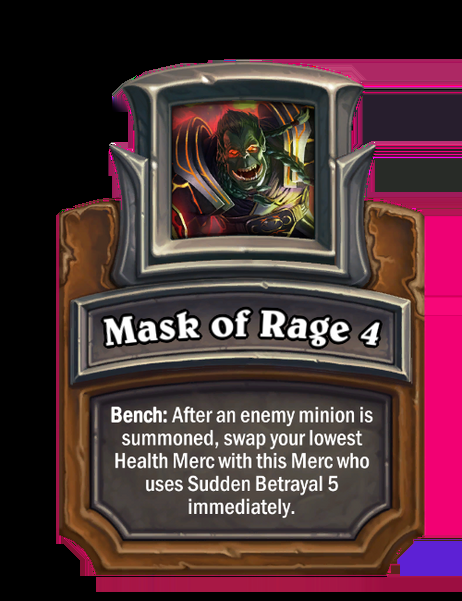 Mask of Rage 4
Bench: After an enemy minion is
summoned, swap your lowest
Health Merc with this Merc who
uses Sudden Betrayal 5
immediately.